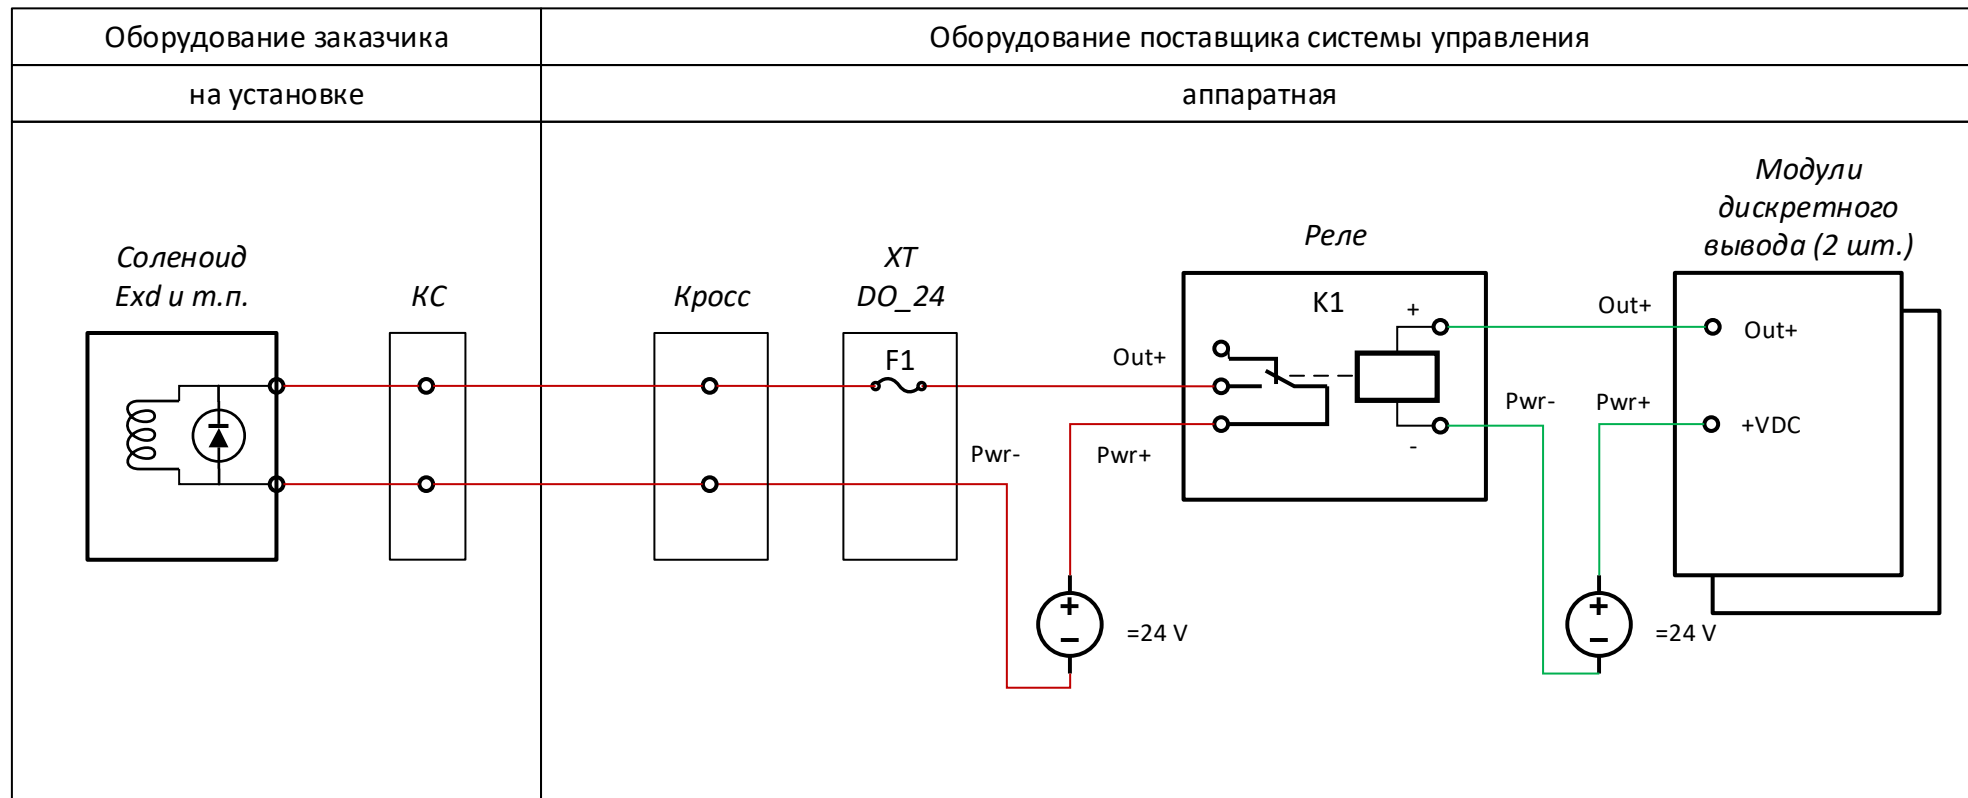 Оборудование заказчика
Оборудование поставщика системы управления
на установке
аппаратная
Соленоид
Exd и т.п.
КС
Кросс
XT
DO_24
F1
Out+
Pwr-
Pwr+
=24 V
Реле
K1
+
-
Out+
Pwr-
Pwr+
=24 V
Модули
дискретного
вывода (2 шт.)
Out+
+VDC